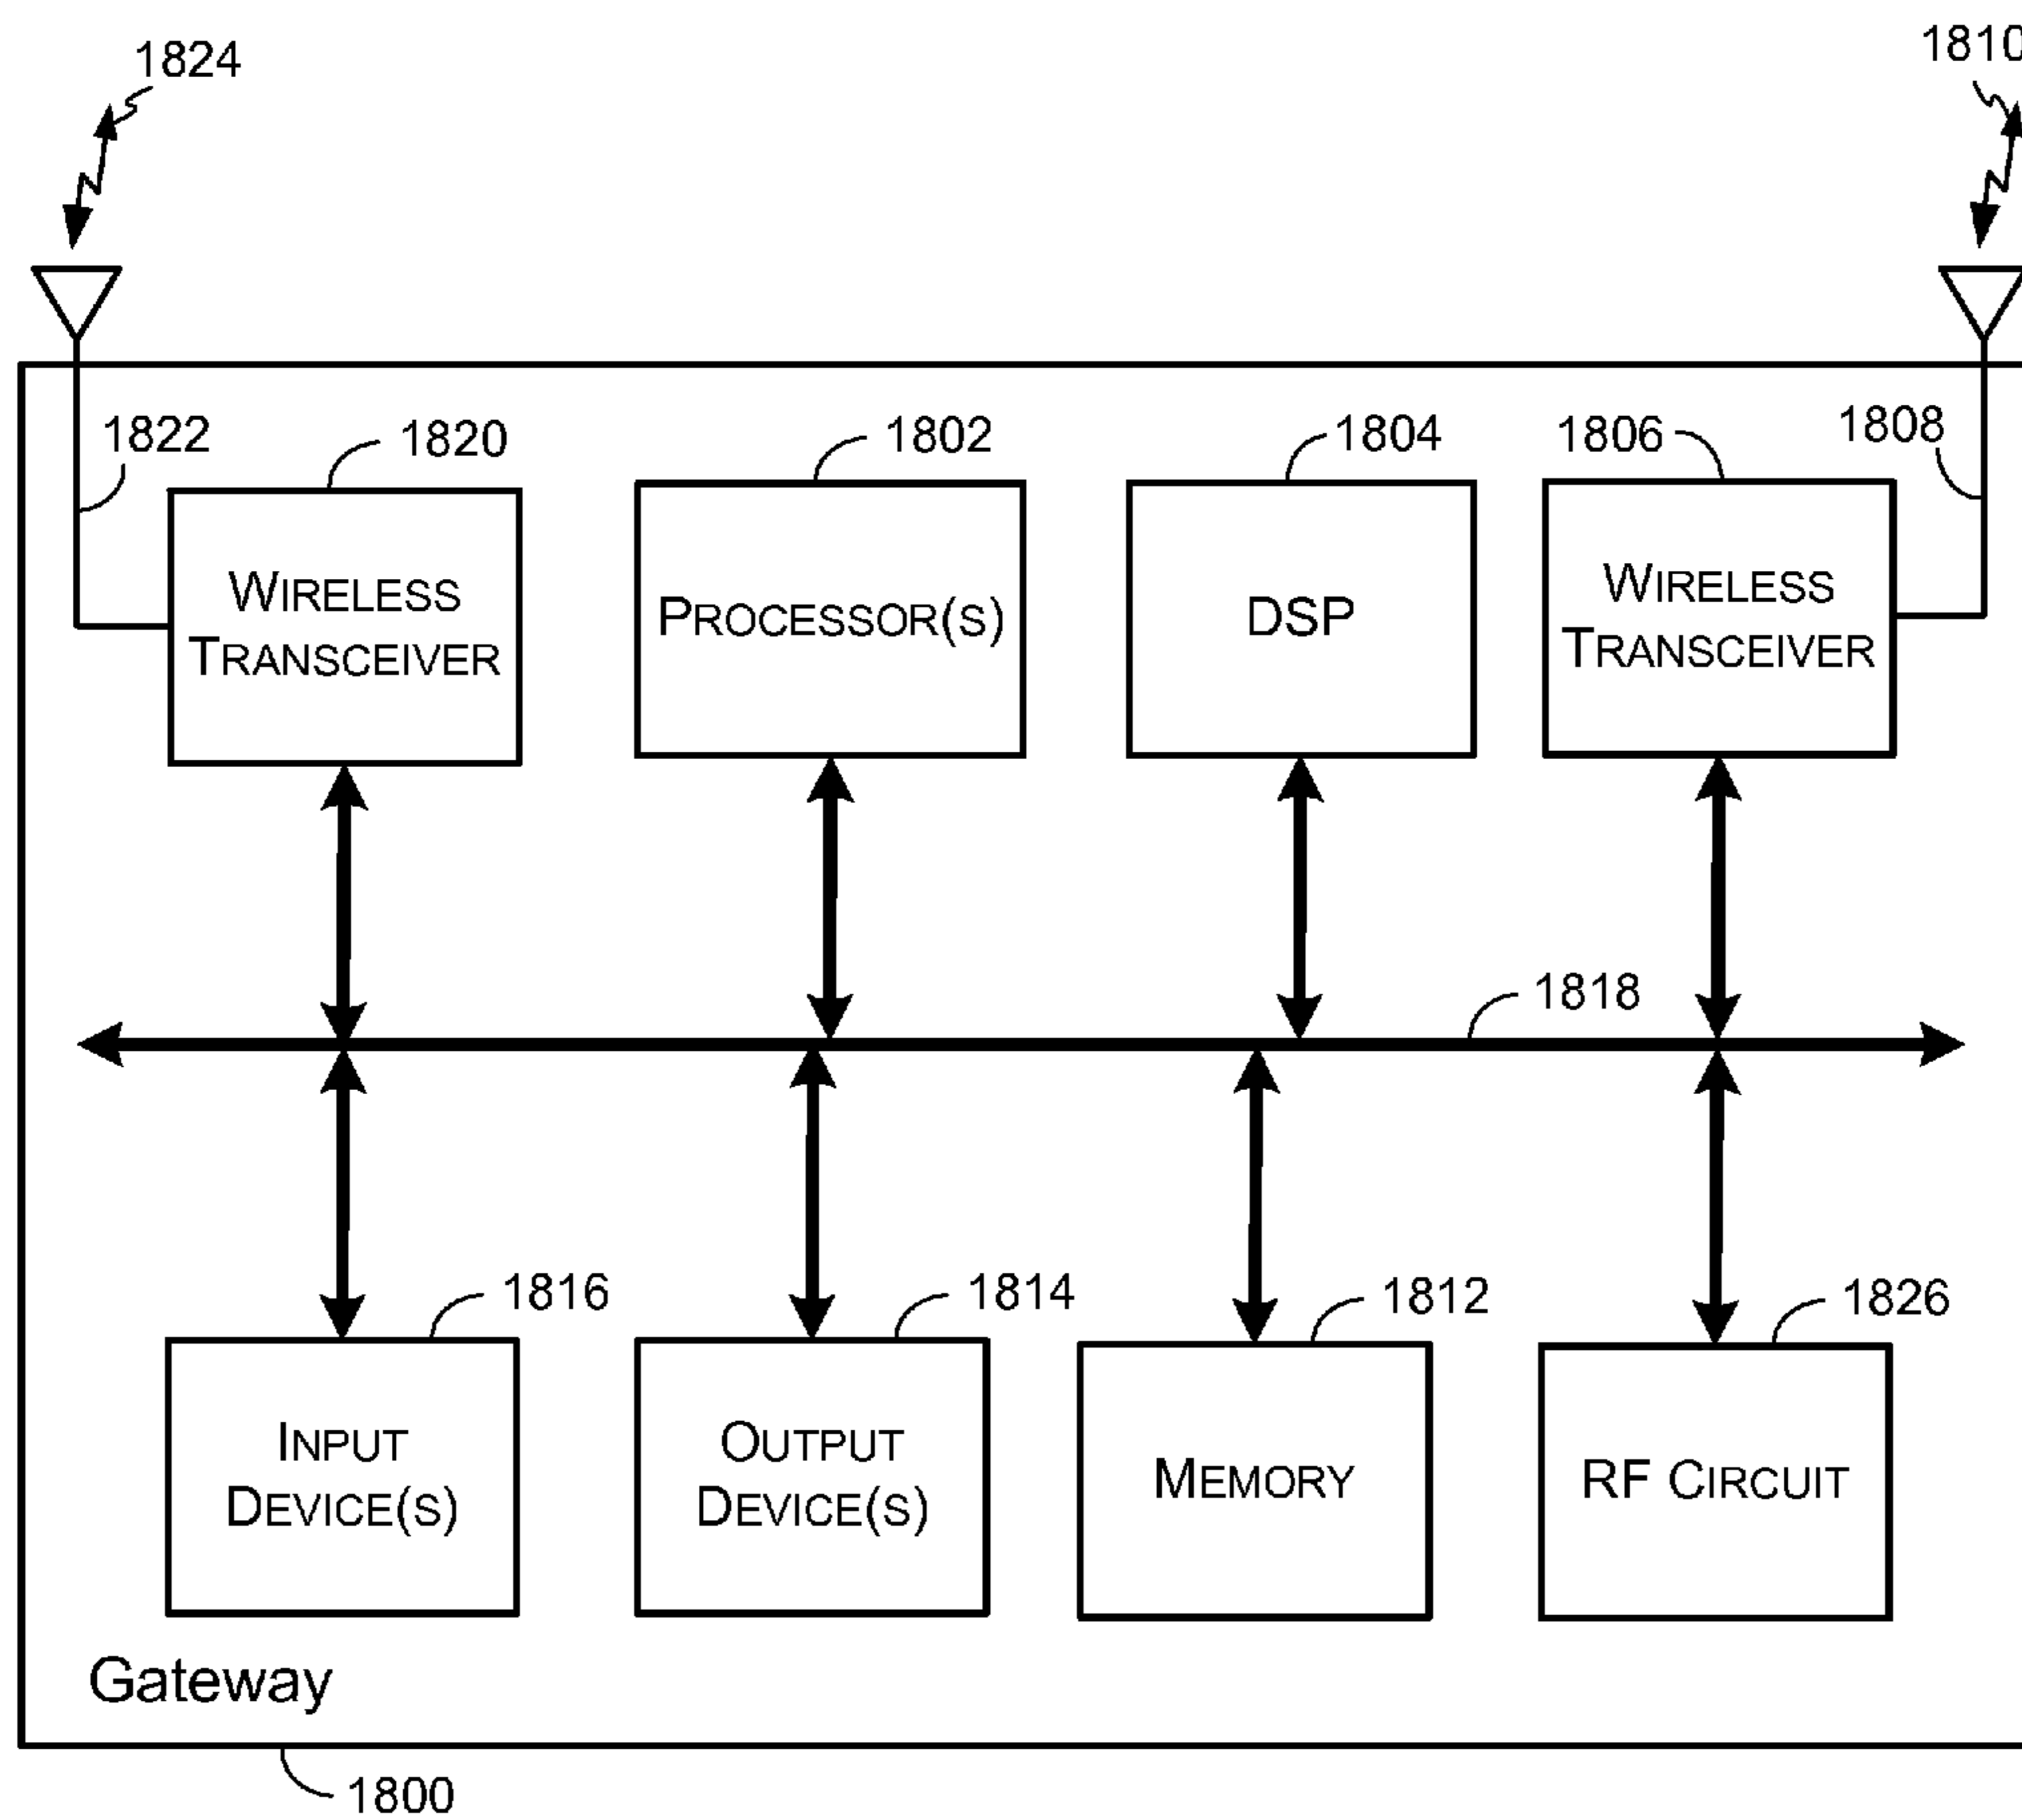 1824
1810
1822
1820
1802
1804
1806
1808
WIRELESS
TRANSCEIVER
PROCESSOR(S)
DSP
WIRELESS
TRANSCEIVER
1818
1816
1814
1812
1826
INPUT
DEVICE(S)
OUTPUT
DEVICE(S)
MEMORY
RF CIRCUIT
Gateway
1800